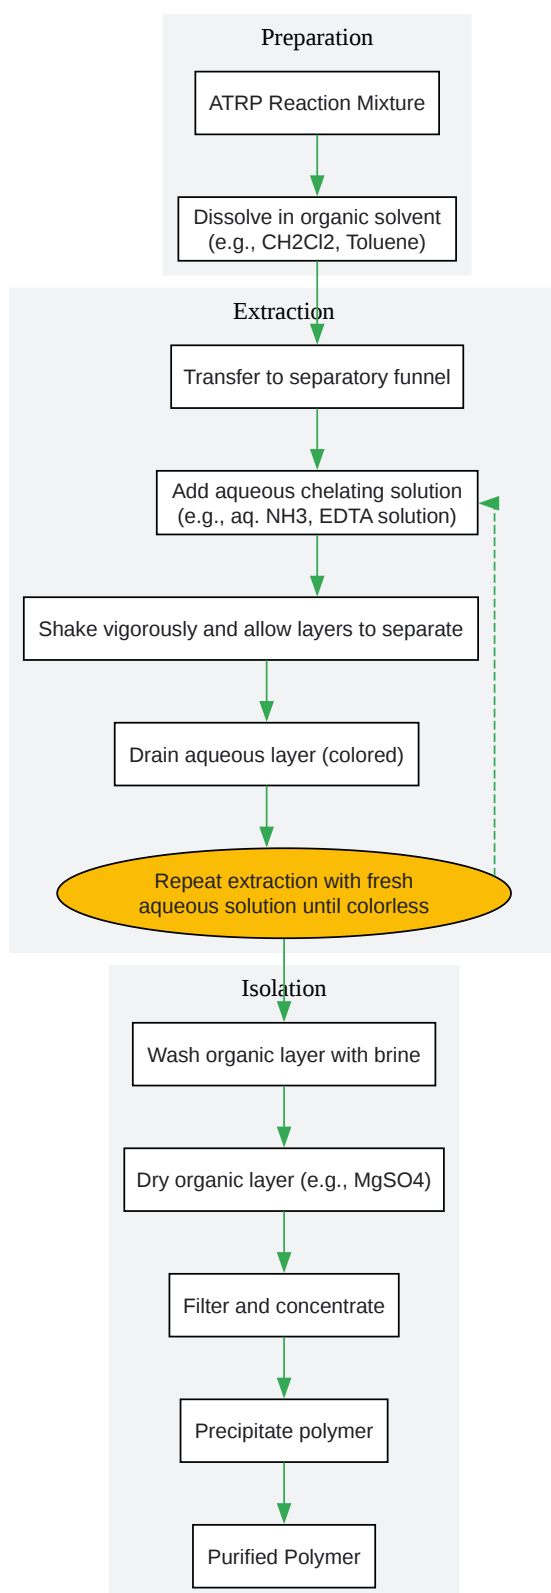 Preparation
ATRP Reaction Mixture
Dissolve in organic solvent
(e.g., CH2Cl2, Toluene)
Extraction
Transfer to separatory funnel
Add aqueous chelating solution
(e.g., aq. NH3, EDTA solution)
Shake vigorously and allow layers to separate
Drain aqueous layer (colored)
Repeat extraction with fresh
aqueous solution until colorless
Isolation
Wash organic layer with brine
Dry organic layer (e.g., MgSO4)
Filter and concentrate
Precipitate polymer
Purified Polymer